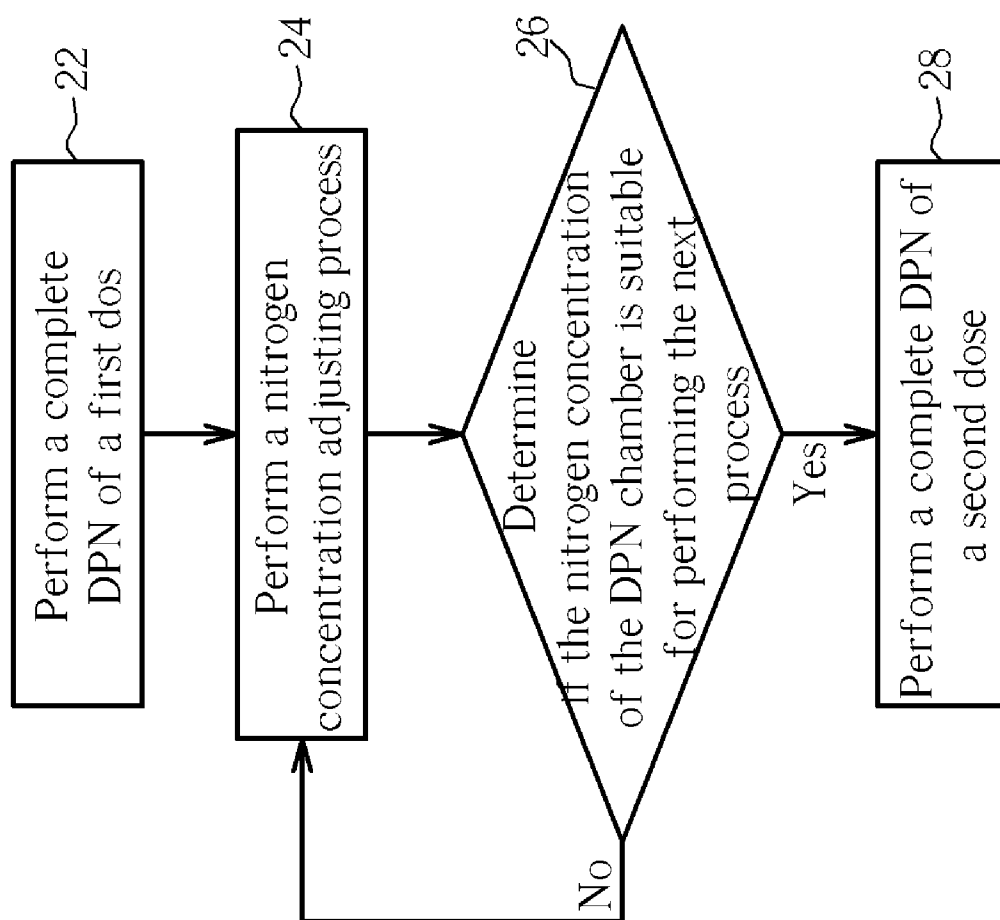 Perform a complete
DPN of a first dos
22
Perform a nitrogen
concentration adjusting process
24
Determine
if the nitrogen concentration
of the DPN chamber is suitable
for performing the next
process
26
No
Yes
Perform a complete DPN of
a second dose
28